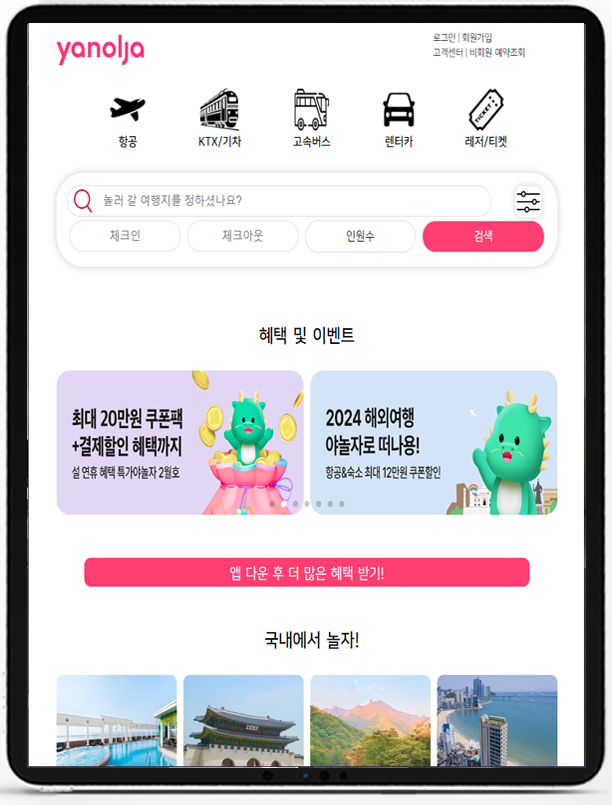 yanolja
로그인 | 회원가입
고객센터 | 비회원 예약조회
항공
KTX/기차
고속버스
렌터카
TICKET
레저/티켓
놀러 갈 여행지를 정하셨나요?
체크인
체크아웃
인원수
검색
혜택 및 이벤트
최대 20만원 쿠폰팩
+결제할인 혜택까지
설 연휴 혜택 특가야놀자 2월호
2024 해외여행
야놀자로 떠나용!
항공&숙소 최대 12만원 쿠폰할인
앱 다운 후 더 많은 혜택 받기!
국내에서 놀자!